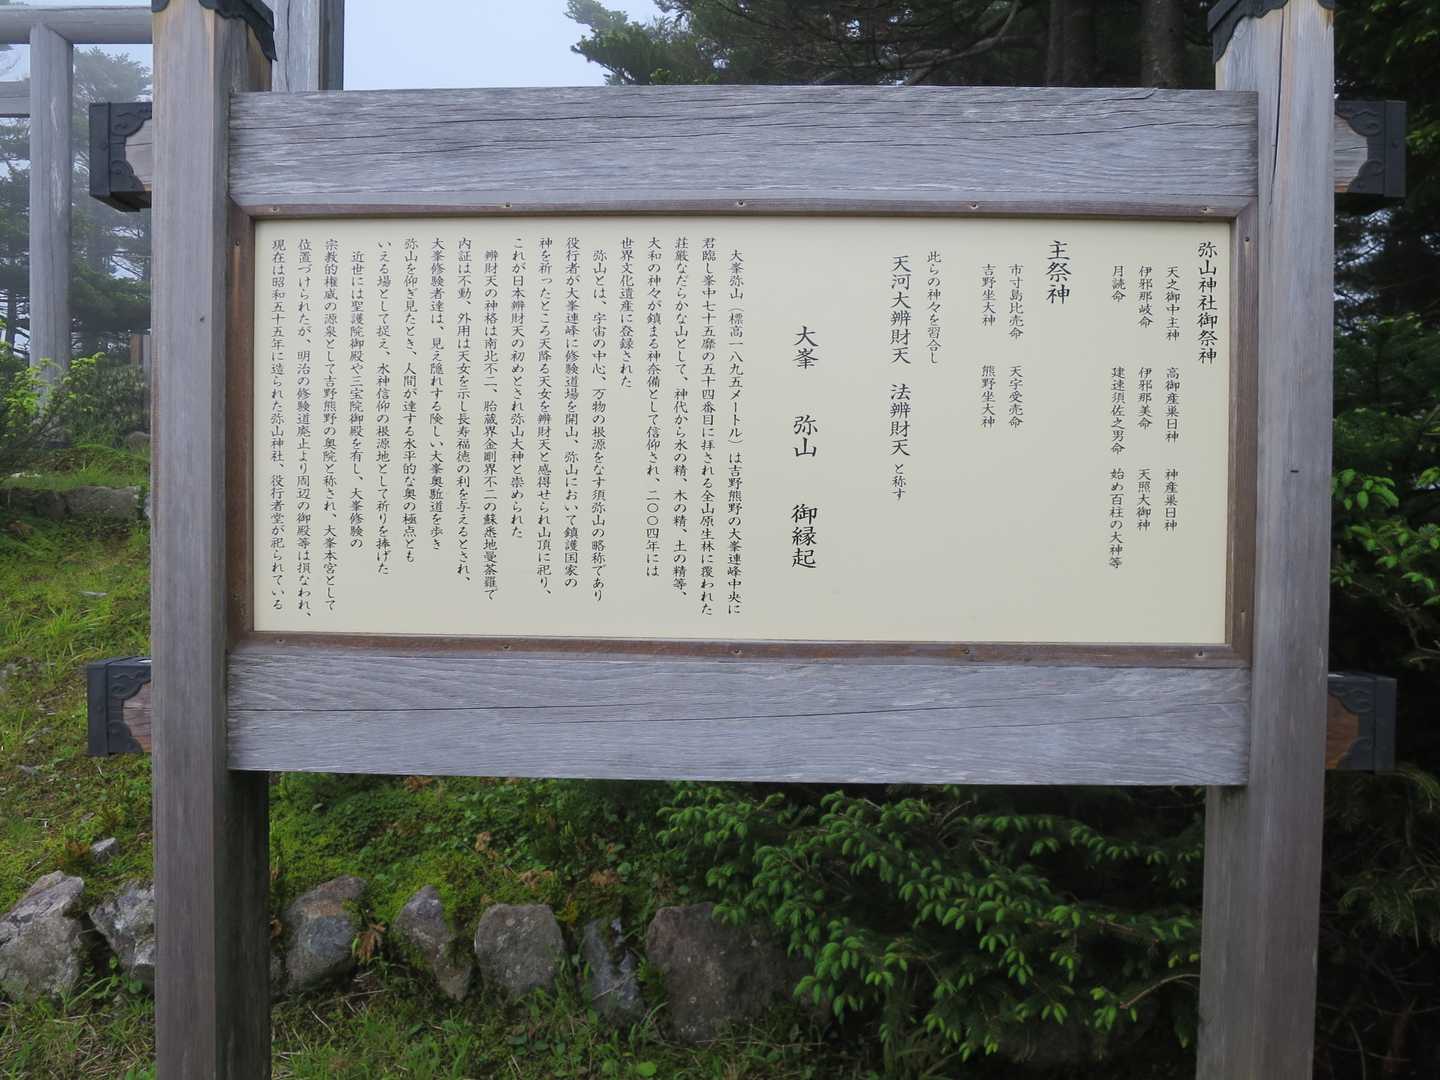 弥山神社御祭神
天之御中主神　高御産巣日神　神産巣日神
伊邪那岐命　伊邪那美命　天照大御神
月読命　建速須佐之男命　始め百柱の大神等
主祭神
市寸島比売命　天宇受売命
吉野坐大神　熊野坐大神
此らの神々を習合し
天河大辨財天　法辨財天と称す
大峯　弥山　御縁起
大峯弥山（標高一八九五メートル）は吉野熊野の大峯連峰中央に
君臨し峯中七十五靡の五十四番目に拝される全山原生林に覆われた
荘厳なだらかな山として、神代から水の精、木の精、土の精等、
大和の神々が鎮まる神奈備として信仰され、二〇〇四年には
世界文化遺産に登録された
弥山とは、宇宙の中心、万物の根源をなす須弥山の略称であり
役行者が大峯連峰に修験道場を開山、弥山において鎮護国家の
神を祈ったところ天降る天女を辨財天と感得せられ山頂に祀り、
これが日本辨財天の初めとされ弥山大神と崇められた
辨財天の神格は南北不二、胎蔵界金剛界不二の蘇悉地曼荼羅で
内証は不動、外用は天女を示し長寿福徳の利を与えるとされ、
大峯修験者達は、見え隠れする険しい大峯奥駈道を歩き
弥山を仰ぎ見たとき、人間が達する水平的な奥の極点とも
いえる場として捉え、水神信仰の根源地として祈りを捧げた
近世には聖護院御殿や三宝院御殿を有し、大峯修験の
宗教的権威の源泉として吉野熊野の奥院と称され、大峯本宮として
位置づけられたが、明治の修験道廃止より周辺の御殿等は損なわれ、
現在は昭和五十五年に造られた弥山神社、役行者堂が祀られている